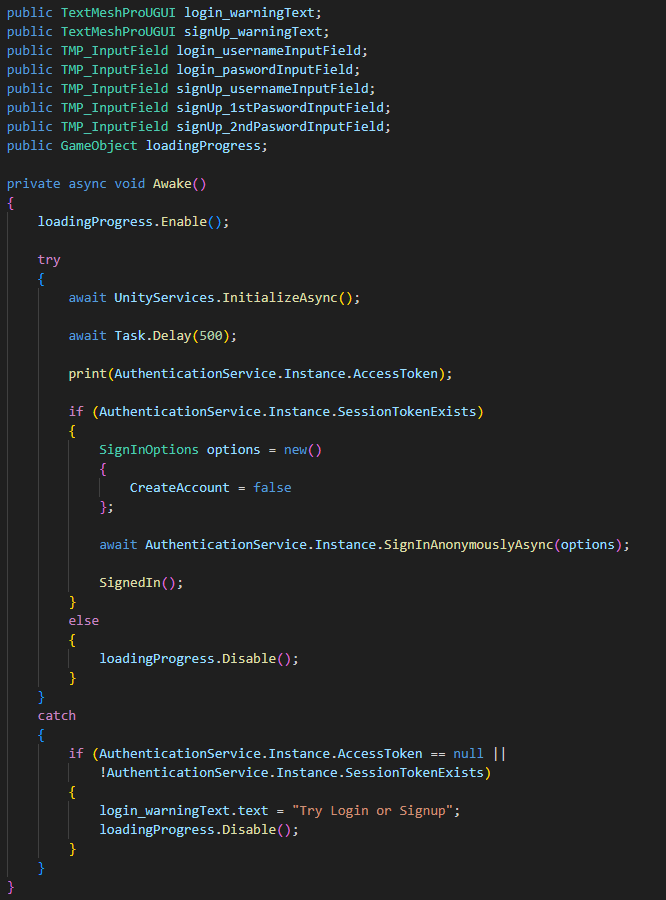 public TextMeshProUGUI login_warningText;
public TextMeshProUGUI signUp_warningText;
public TMP_InputField login_usernameInputField;
public TMP_InputField login_paswordInputField;
public TMP_InputField signUp_usernameInputField;
public TMP_InputField signUp_1stPaswordInputField;
public TMP_InputField signUp_2ndPaswordInputField;
public GameObject loadingProgress;

private async void Awake()
{
    loadingProgress.Enable();

    try
    {
        await UnityServices.InitializeAsync();

        await Task.Delay(500);

        print(AuthenticationService.Instance.AccessToken);

        if (AuthenticationService.Instance.SessionTokenExists)
        {
            SignInOptions options = new()
            {
                CreateAccount = false
            };

            await AuthenticationService.Instance.SignInAnonymouslyAsync(options);

            SignedIn();
        }
        else
        {
            loadingProgress.Disable();
        }
    }
    catch
    {
        if (AuthenticationService.Instance.AccessToken == null ||
            !AuthenticationService.Instance.SessionTokenExists)
        {
            login_warningText.text = "Try Login or Signup";
            loadingProgress.Disable();
        }
    }
}